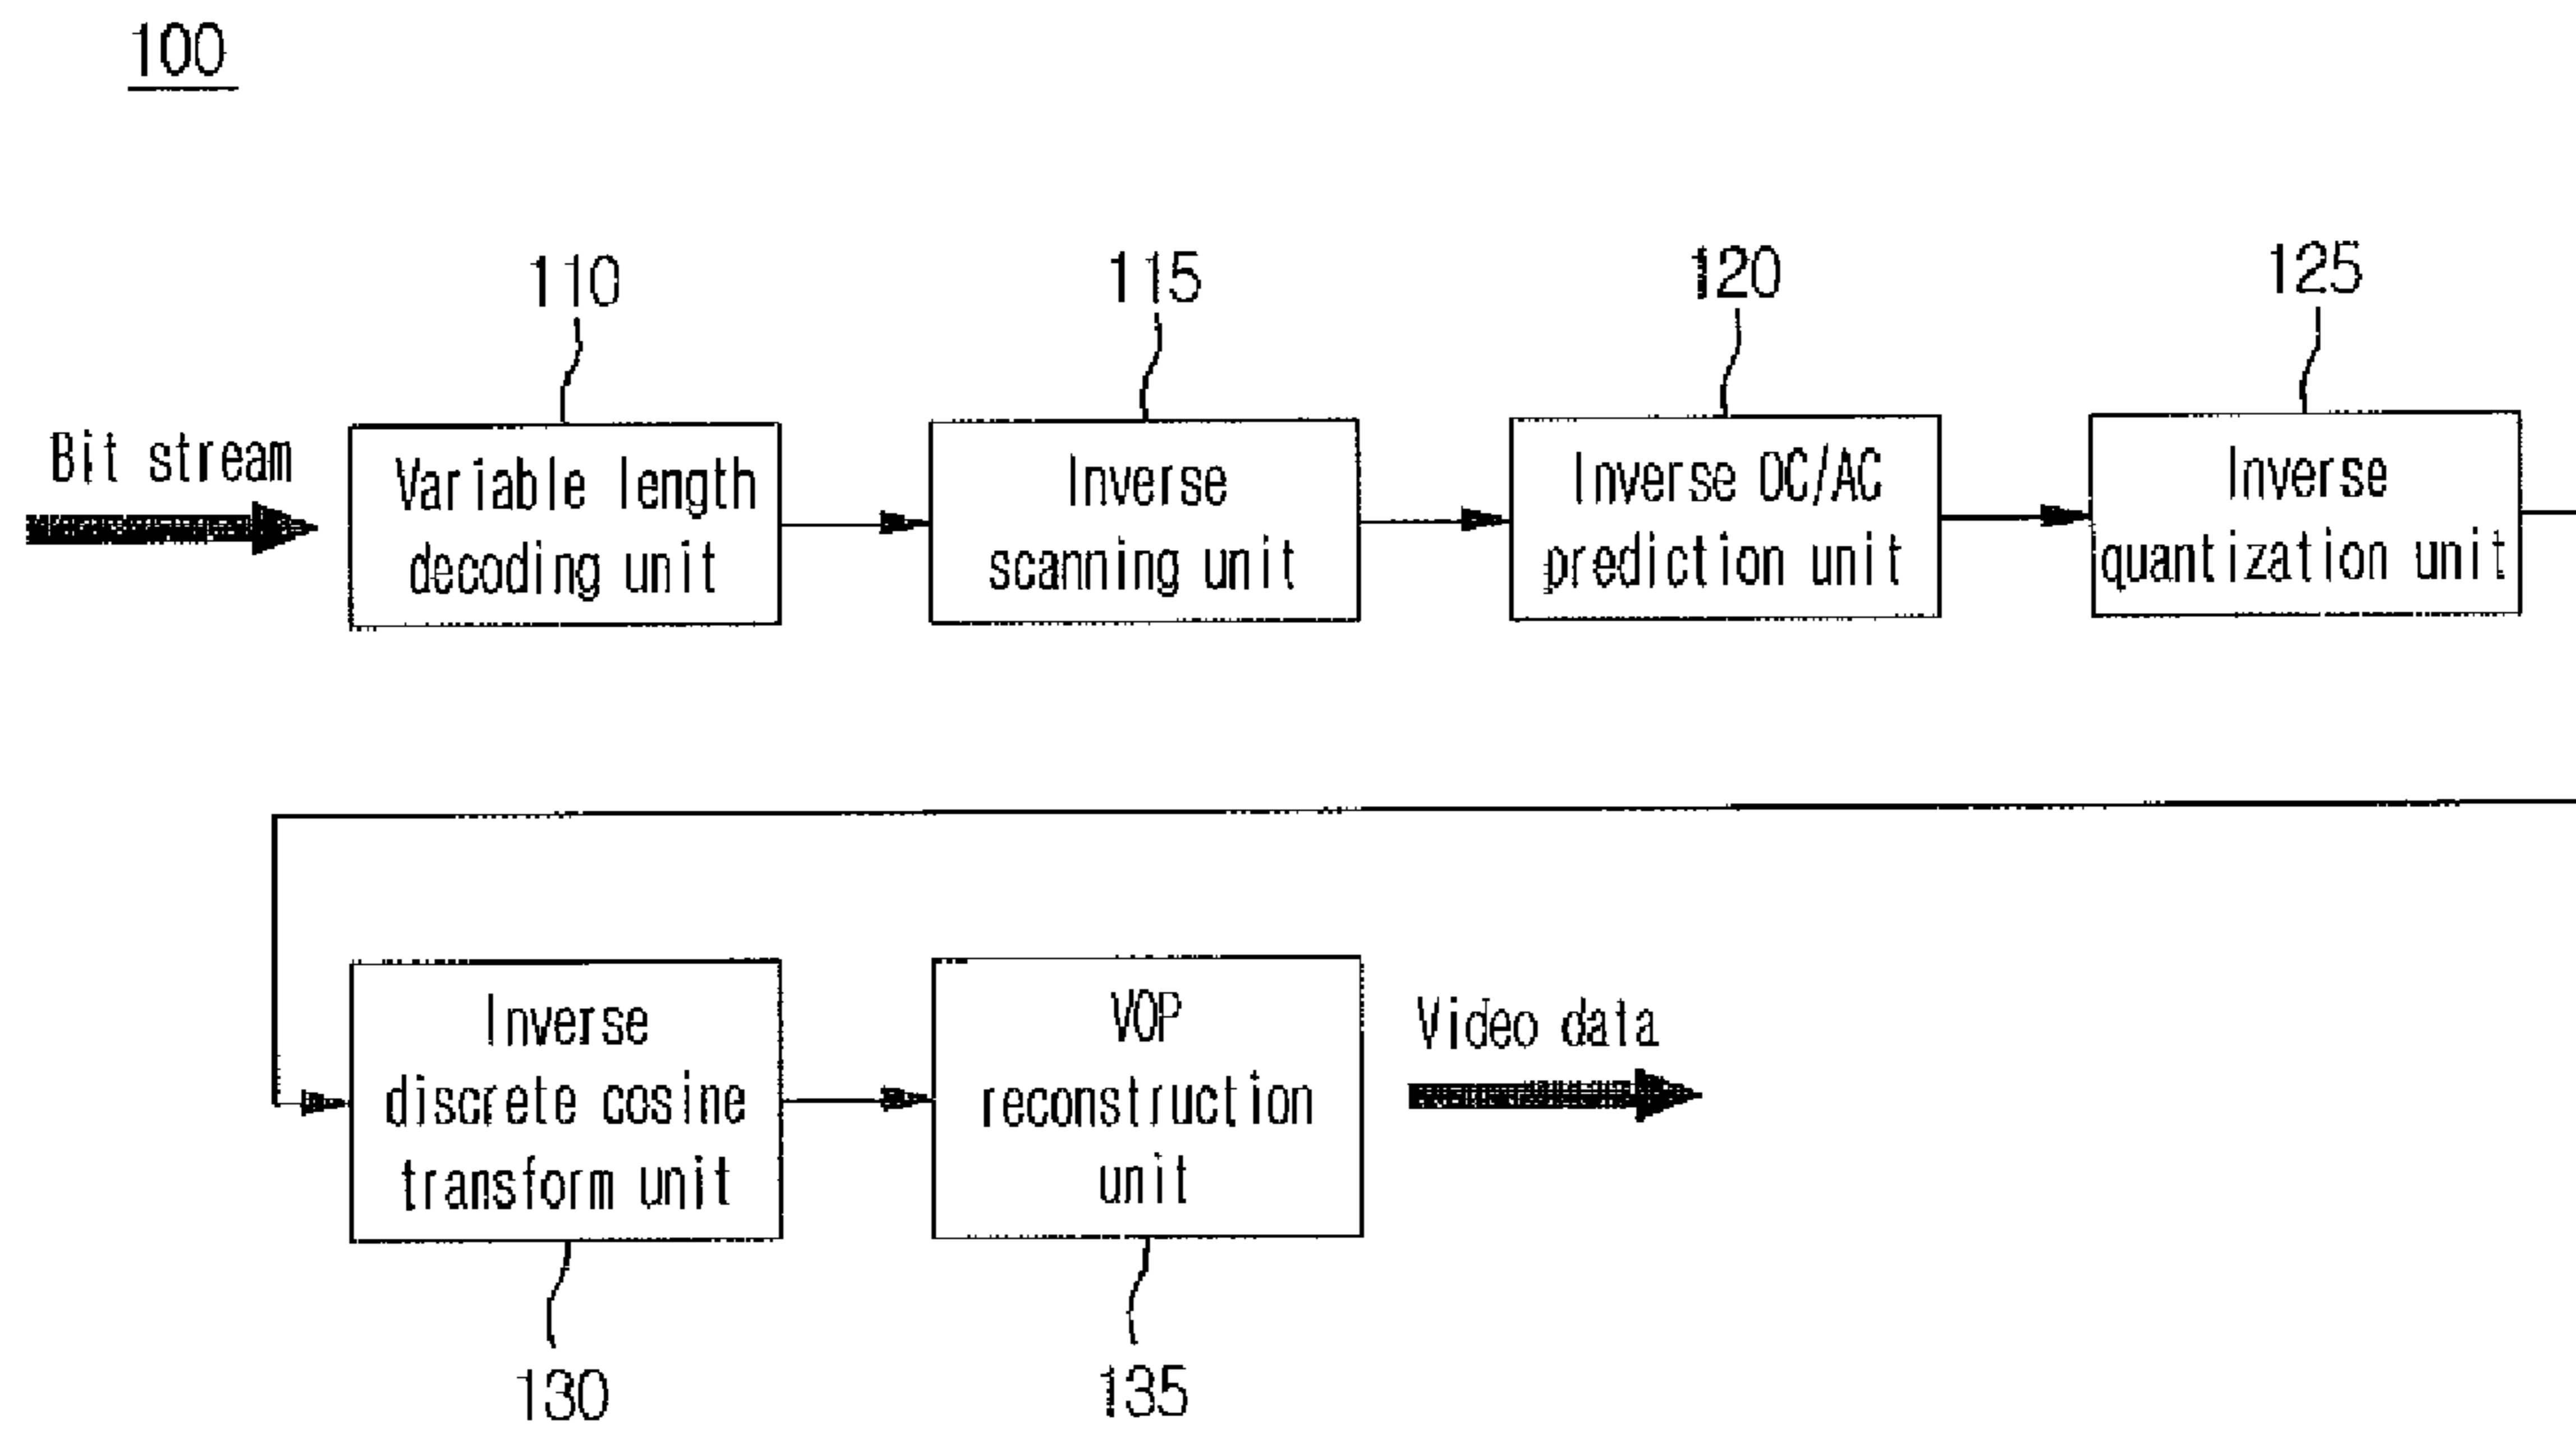 100
110
115
120
125
Bit stream
Variable length
decoding unit
Inverse
scanning unit
Inverse OC/AC
prediction unit
Inverse
quantization unit
Inverse
discrete cosine
transform unit
VOP
reconstruction
unit
Video data
130
135